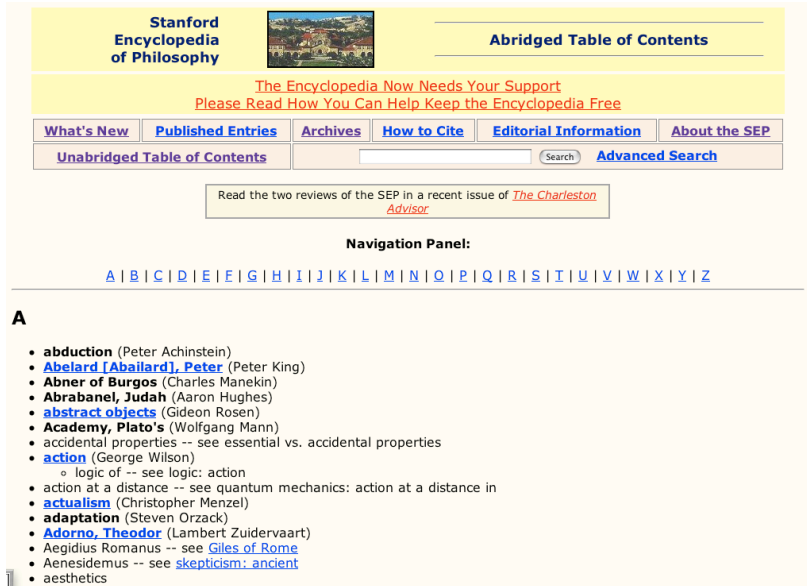 Stanford
Encyclopedia
of Philosophy
Abridged Table of Contents
The Encyclopedia Now Needs Your Support
Please Read How You Can Help Keep the Encyclopedia Free
What's New Published Entries Archives How to Cite Editorial Information About the SEP
Unabridged Table of Contents Search Advanced Search
Read the two reviews of the SEP in a recent issue of The Charleston
Advisor
Navigation Panel:
A | B | C | D | E | F | G | H | I | J | K | L | M | N | O | P | Q | R | S | T | U | V | W | X | Y | Z
A
• abduction (Peter Achinstein)
• Abelard [Abailard], Peter (Peter King)
• Abner of Burgos (Charles Manekin)
• Abrabanel, Judah (Aaron Hughes)
• abstract objects (Gideon Rosen)
• Academy, Plato's (Wolfgang Mann)
• accidental properties -- see essential vs. accidental properties
• action (George Wilson)
◦ logic of -- see logic: action
• action at a distance -- see quantum mechanics: action at a distance in
• actualism (Christopher Menzel)
• adaptation (Steven Orzack)
• Adorno, Theodor (Lambert Zuidervaart)
• Aegidius Romanus -- see Giles of Rome
• Aenesidemus -- see skepticism: ancient
• aesthetics